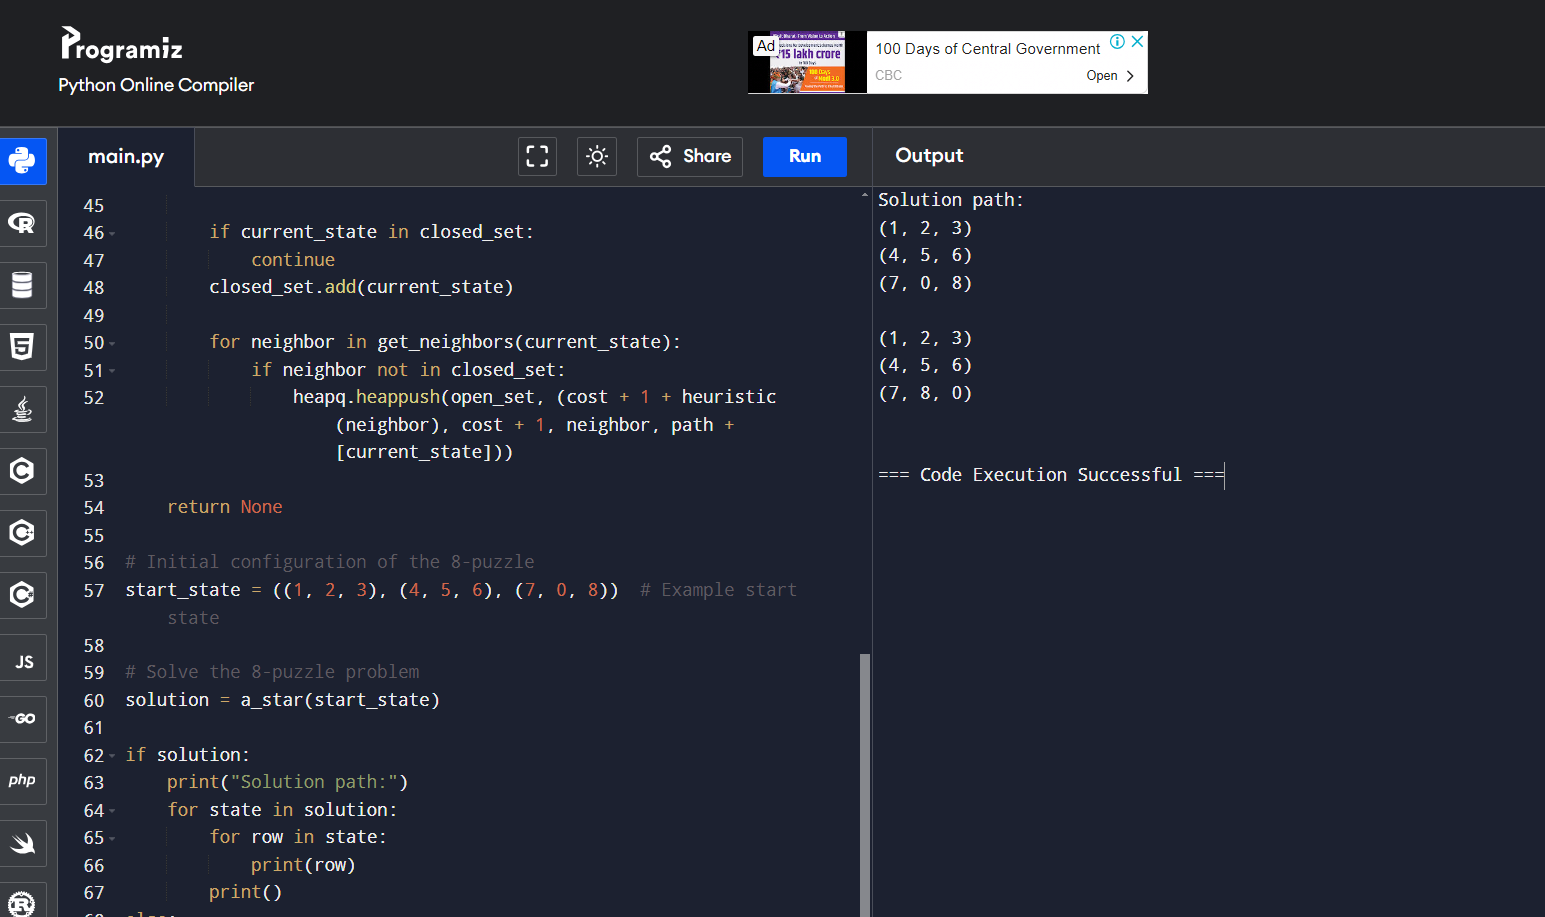 Programiz
Python Online Compiler
Ad
₹15 lakh crore
100 Days of Central Government
CBC
Open
main.py
Share
Run
Output
45
46 if current_state in closed_set:
47 continue
48 closed_set.add(current_state)
49
50 for neighbor in get_neighbors(current_state):
51 if neighbor not in closed_set:
52 heapq.heappush(open_set, (cost + 1 + heuristic
(neighbor), cost + 1, neighbor, path +
[current_state]))
53
54 return None
55
56 # Initial configuration of the 8-puzzle
57 start_state = ((1, 2, 3), (4, 5, 6), (7, 0, 8)) # Example start
state
58
59 # Solve the 8-puzzle problem
60 solution = a_star(start_state)
61
62 if solution:
63 print("Solution path:")
64 for state in solution:
65 for row in state:
66 print(row)
67 print()
68 else:
Solution path:
(1, 2, 3)
(4, 5, 6)
(7, 0, 8)
(1, 2, 3)
(4, 5, 6)
(7, 8, 0)
=== Code Execution Successful ===
R
5
C
C++
C#
JS
GO
php
R